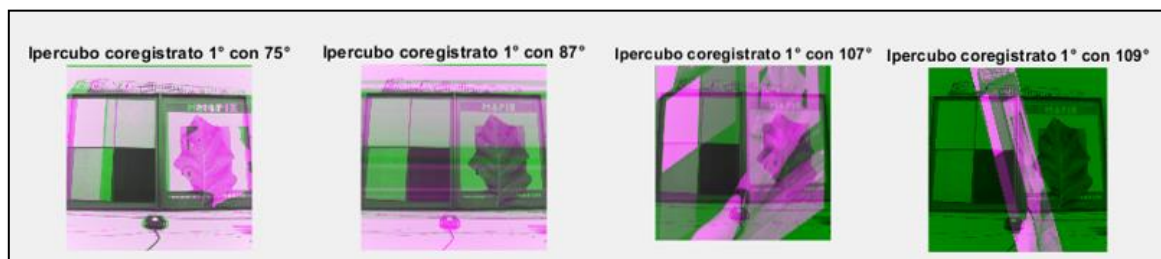 Ipercubo coregistrato 1° con 75°
Ipercubo coregistrato 1° con 87°
Ipercubo coregistrato 1° con 107°
Ipercubo coregistrato 1° con 109°
MAPIR